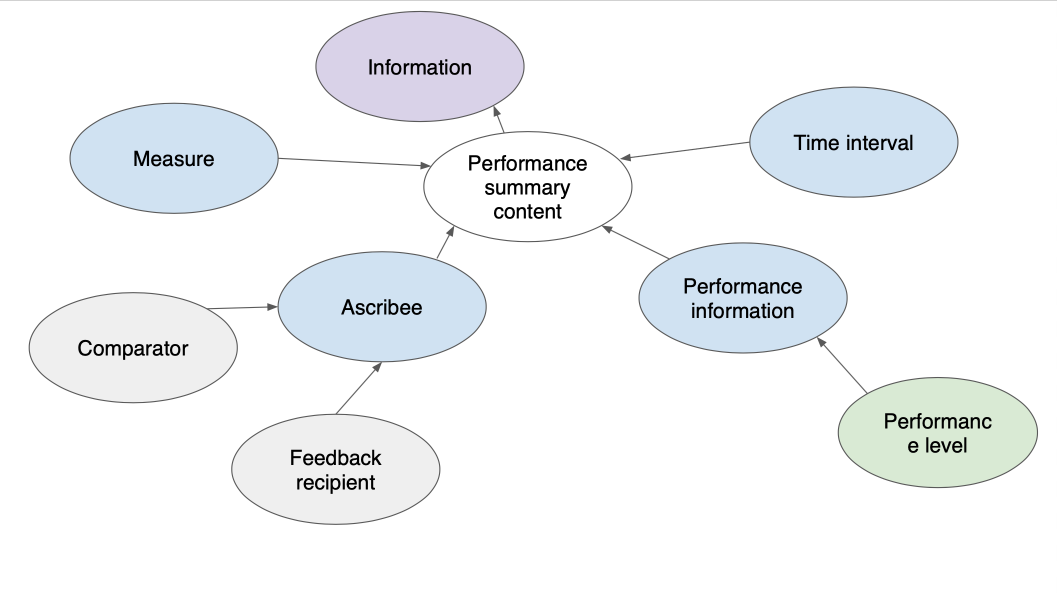 Information
Measure
Time interval
Performance
summary
content
Ascribee
Performance
information
Comparator
Performanc
e level
Feedback
recipient